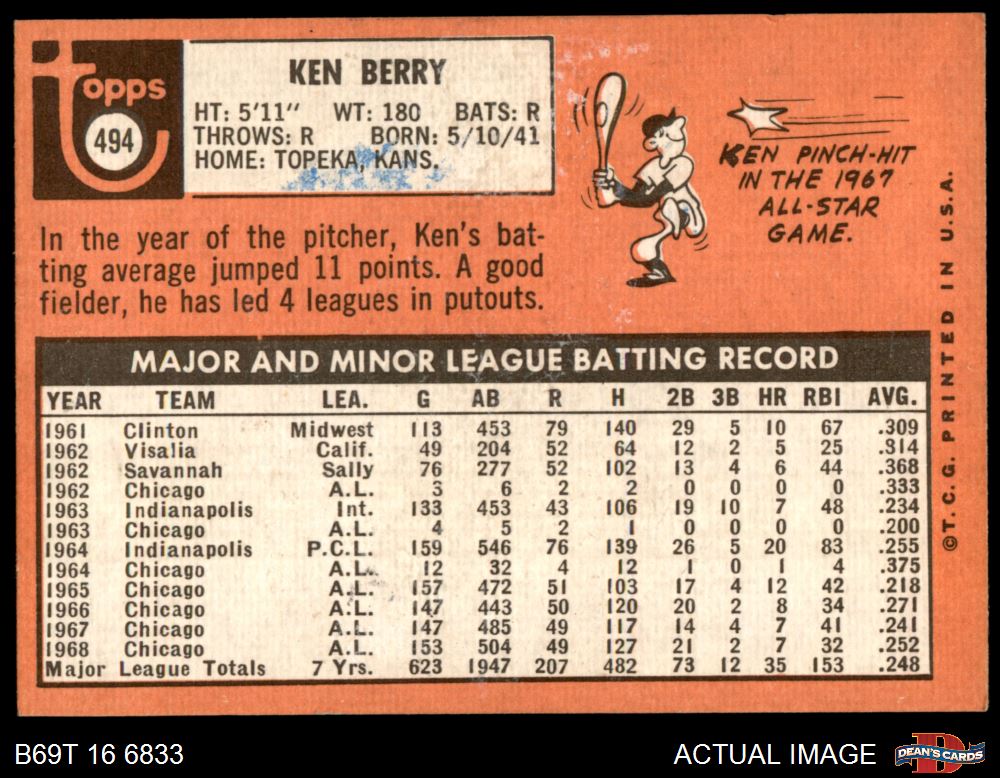 Topps
494
KEN BERRY
HT: 5'11" WT: 180 BATS: R
THROWS: R BORN: 5/10/41
HOME: TOPEKA, KANS.
KEN PINCH-HIT
IN THE 1967
ALL-STAR
GAME.
In the year of the pitcher, Ken's bat-
ting average jumped 11 points. A good
fielder, he has led 4 leagues in putouts.
MAJOR AND MINOR LEAGUE BATTING RECORD
YEAR TEAM LEA. G AB R H 2B 3B HR RBI AVG.
1961 Clinton Midwest 113 453 79 140 29 5 10 67 .309
1962 Visalia Calif. 49 204 52 64 12 2 5 25 .314
1962 Savannah Sally 76 277 52 102 13 4 6 44 .368
1962 Chicago A.L. 3 6 2 2 0 0 0 0 .333
1963 Indianapolis Int. 133 453 43 106 19 10 7 48 .234
1963 Chicago A.L. 4 5 2 1 0 0 0 0 .200
1964 Indianapolis P.C.L. 159 546 76 139 26 5 20 83 .255
1964 Chicago A.L. 12 32 4 12 1 0 1 4 .375
1965 Chicago A.L. 157 472 51 103 17 4 12 42 .218
1966 Chicago A.L. 147 443 50 120 20 2 8 34 .271
1967 Chicago A.L. 147 485 49 117 14 4 7 41 .241
1968 Chicago A.L. 153 504 49 127 21 2 7 32 .252
Major League Totals 7 Yrs. 623 1947 207 482 73 12 35 153 .248
©T.C.G. PRINTED IN U.S.A.
B69T 16 6833
ACTUAL IMAGE
DEAN'S CARDS